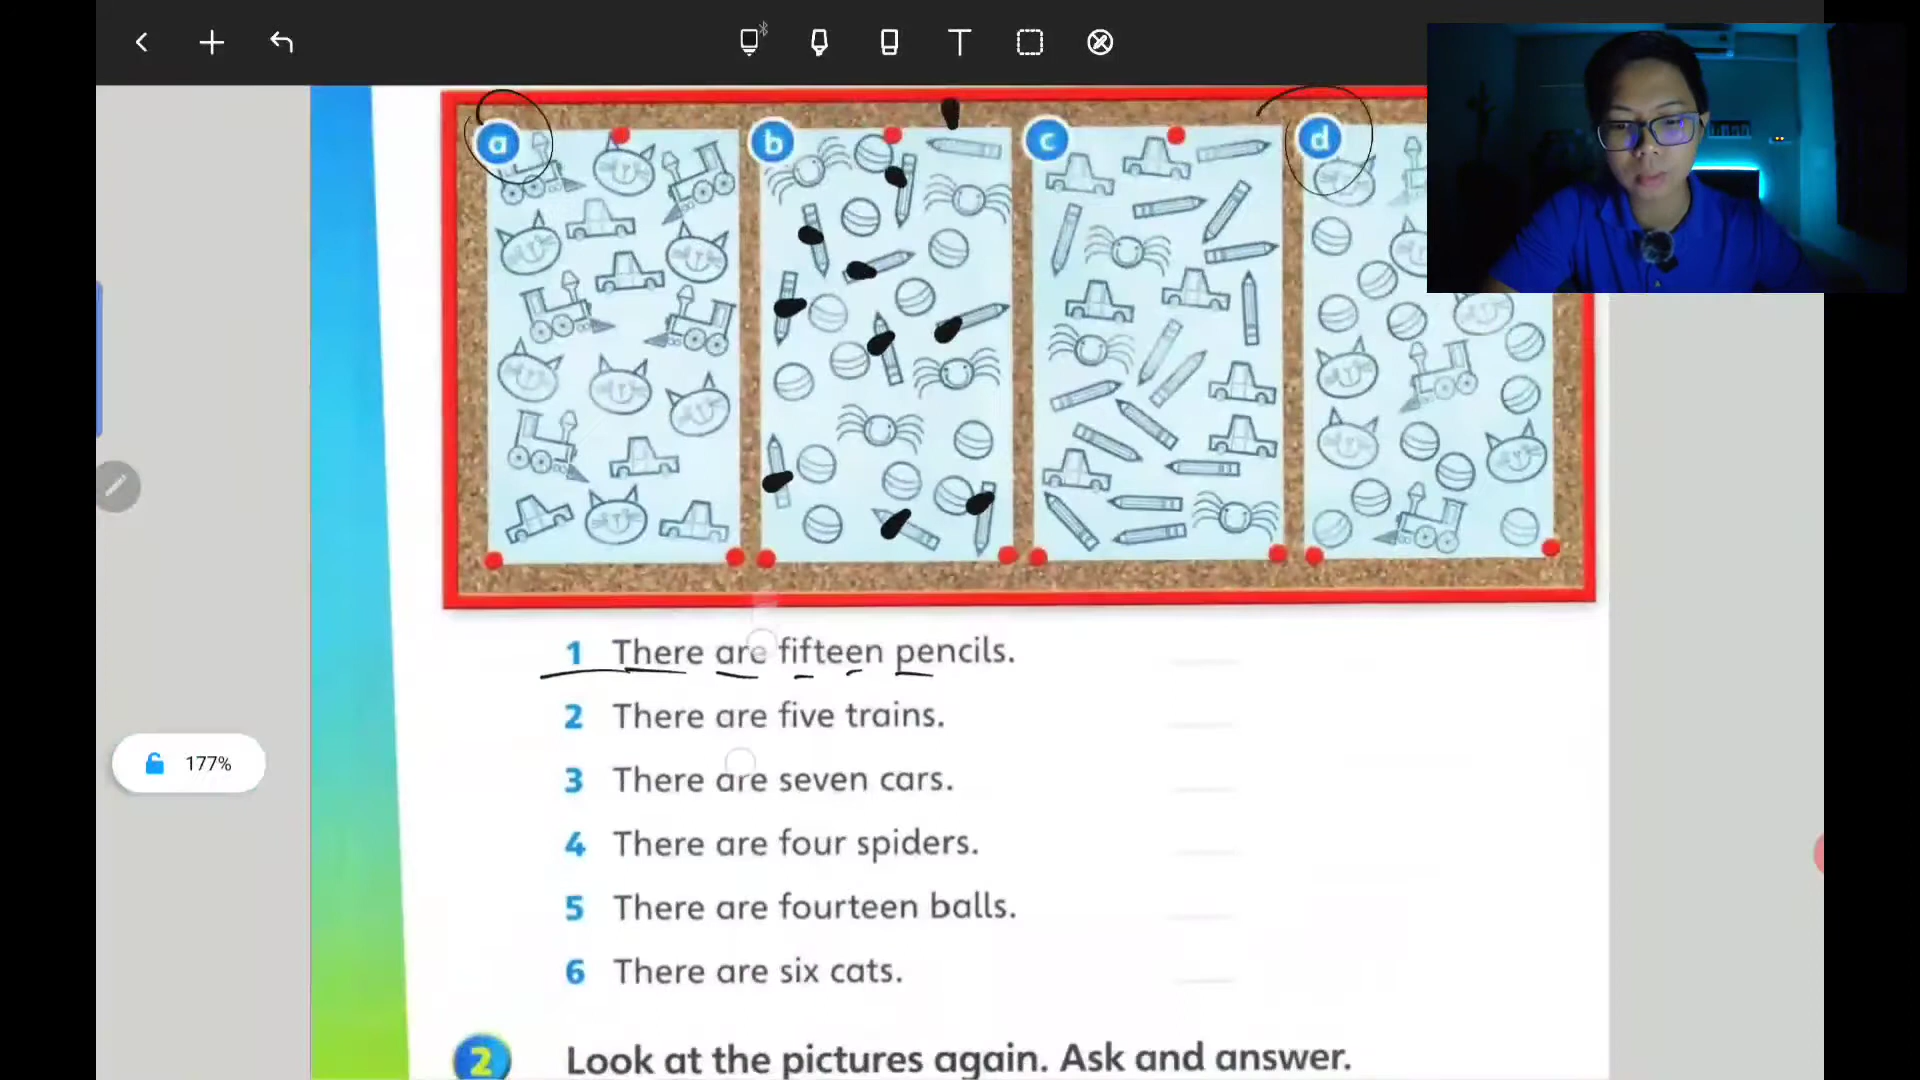 a
b
c
d
1 There are fifteen pencils.
2 There are five trains.
3 There are seven cars.
4 There are four spiders.
5 There are fourteen balls.
6 There are six cats.
177%
2 Look at the pictures again. Ask and answer.